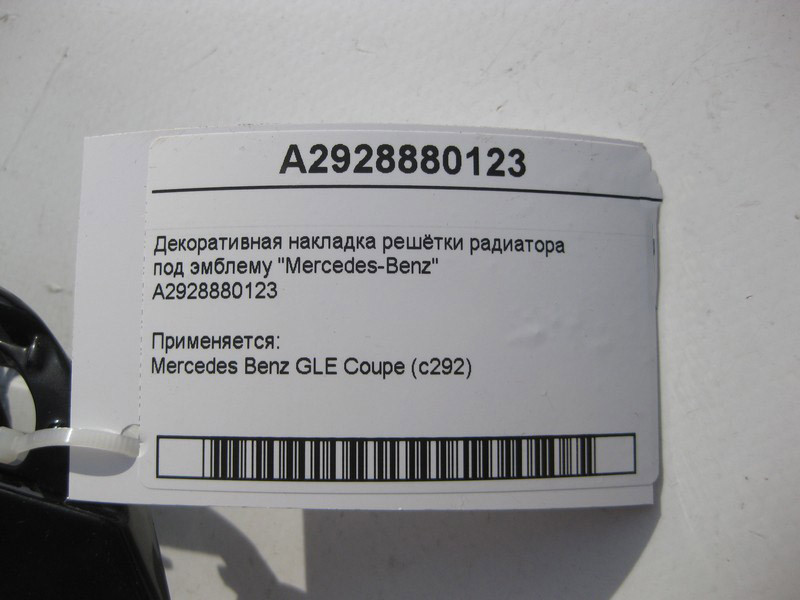 A2928880123
Декоративная накладка решётки радиатора
под эмблему "Mercedes-Benz"
A2928880123
Применяется:
Mercedes Benz GLE Coupe (c292)